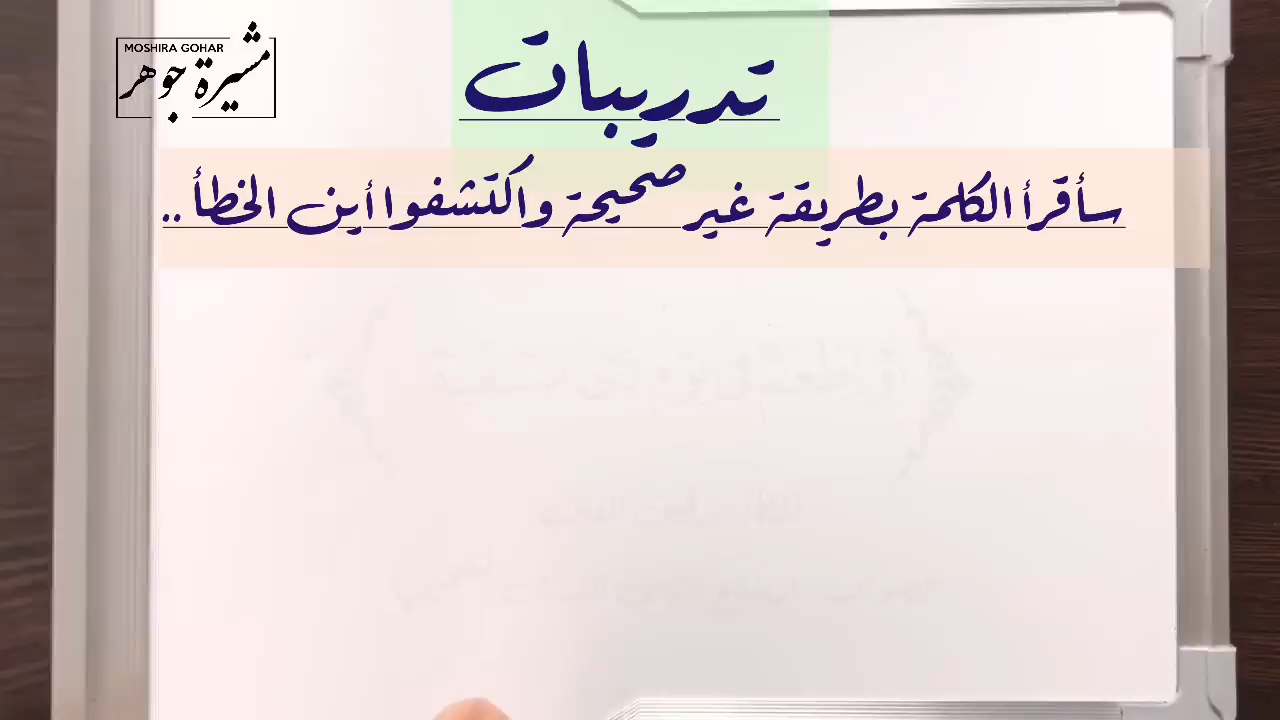 MOSHIRA GOHAR
مشيرة جوهر
تدريبات
سأقرأ الكلمة بطريقة غير صحيحة واكتشفوا أين الخطأ ..